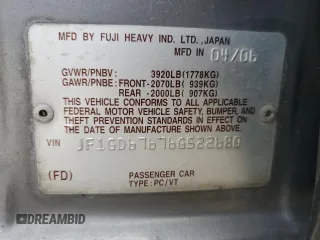 MFD BY FUJI HEAVY IND. LTD.,JAPAN
MFD IN 04/06
GVWR/PNBV : 3920LB(1778KG)
GAWR/PNBE:FRONT-2070LB( 939KG)
REAR -2000LB( 907KG)
THIS VEHICLE CONFORMS TO ALL APPLICABLE
FEDERAL MOTOR VEHICLE SAFETY, BUMPER, AND
THEFT PREVENTION STANDARDS IN EFFECT ON
THE DATE OF MANUFACTURE SHOWN ABOVE.
VIN JF1GD67676G522680
(FD) PASSENGER CAR
TYPE:PC/VT
DREAMBID